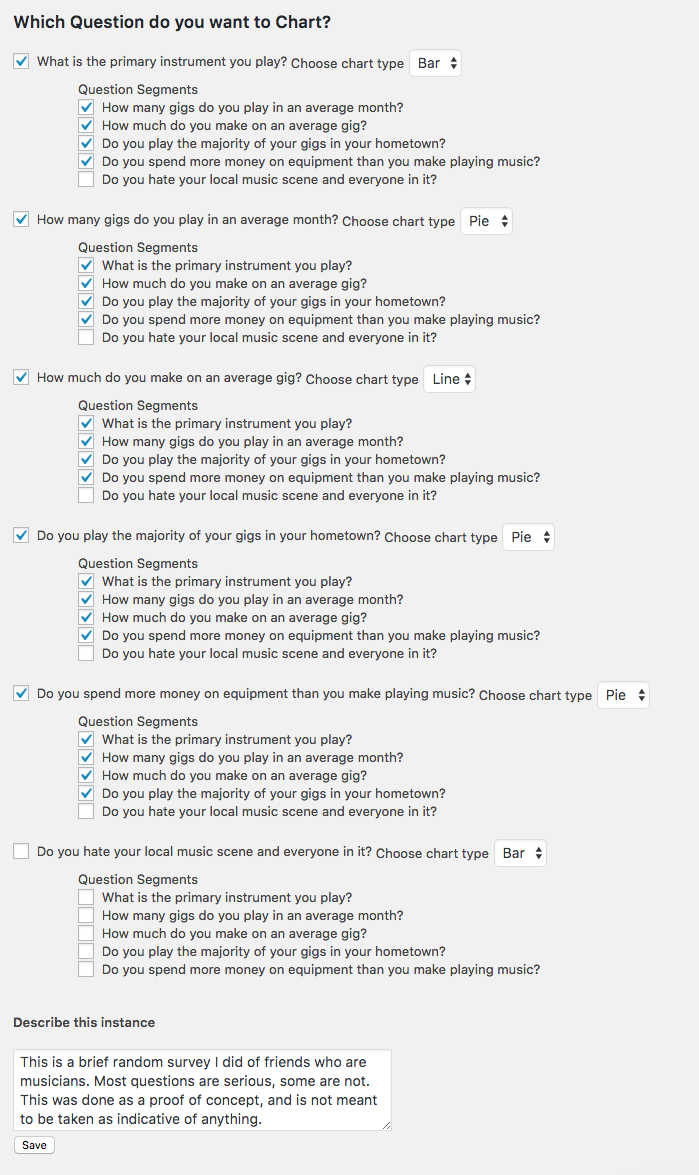 Which Question do you want to Chart?
What is the primary instrument you play? Choose chart type Bar
Question Segments
How many gigs do you play in an average month?
How much do you make on an average gig?
Do you play the majority of your gigs in your hometown?
Do you spend more money on equipment than you make playing music?
Do you hate your local music scene and everyone in it?
How many gigs do you play in an average month? Choose chart type Pie
Question Segments
What is the primary instrument you play?
How much do you make on an average gig?
Do you play the majority of your gigs in your hometown?
Do you spend more money on equipment than you make playing music?
Do you hate your local music scene and everyone in it?
How much do you make on an average gig? Choose chart type Line
Question Segments
What is the primary instrument you play?
How many gigs do you play in an average month?
Do you play the majority of your gigs in your hometown?
Do you spend more money on equipment than you make playing music?
Do you hate your local music scene and everyone in it?
Do you play the majority of your gigs in your hometown? Choose chart type Pie
Question Segments
What is the primary instrument you play?
How many gigs do you play in an average month?
How much do you make on an average gig?
Do you spend more money on equipment than you make playing music?
Do you hate your local music scene and everyone in it?
Do you spend more money on equipment than you make playing music? Choose chart type Pie
Question Segments
What is the primary instrument you play?
How many gigs do you play in an average month?
How much do you make on an average gig?
Do you play the majority of your gigs in your hometown?
Do you hate your local music scene and everyone in it?
Do you hate your local music scene and everyone in it? Choose chart type Bar
Question Segments
What is the primary instrument you play?
How many gigs do you play in an average month?
How much do you make on an average gig?
Do you play the majority of your gigs in your hometown?
Do you spend more money on equipment than you make playing music?
Describe this instance
This is a brief random survey I did of friends who are
musicians. Most questions are serious, some are not.
This was done as a proof of concept, and is not meant
to be taken as indicative of anything.
Save